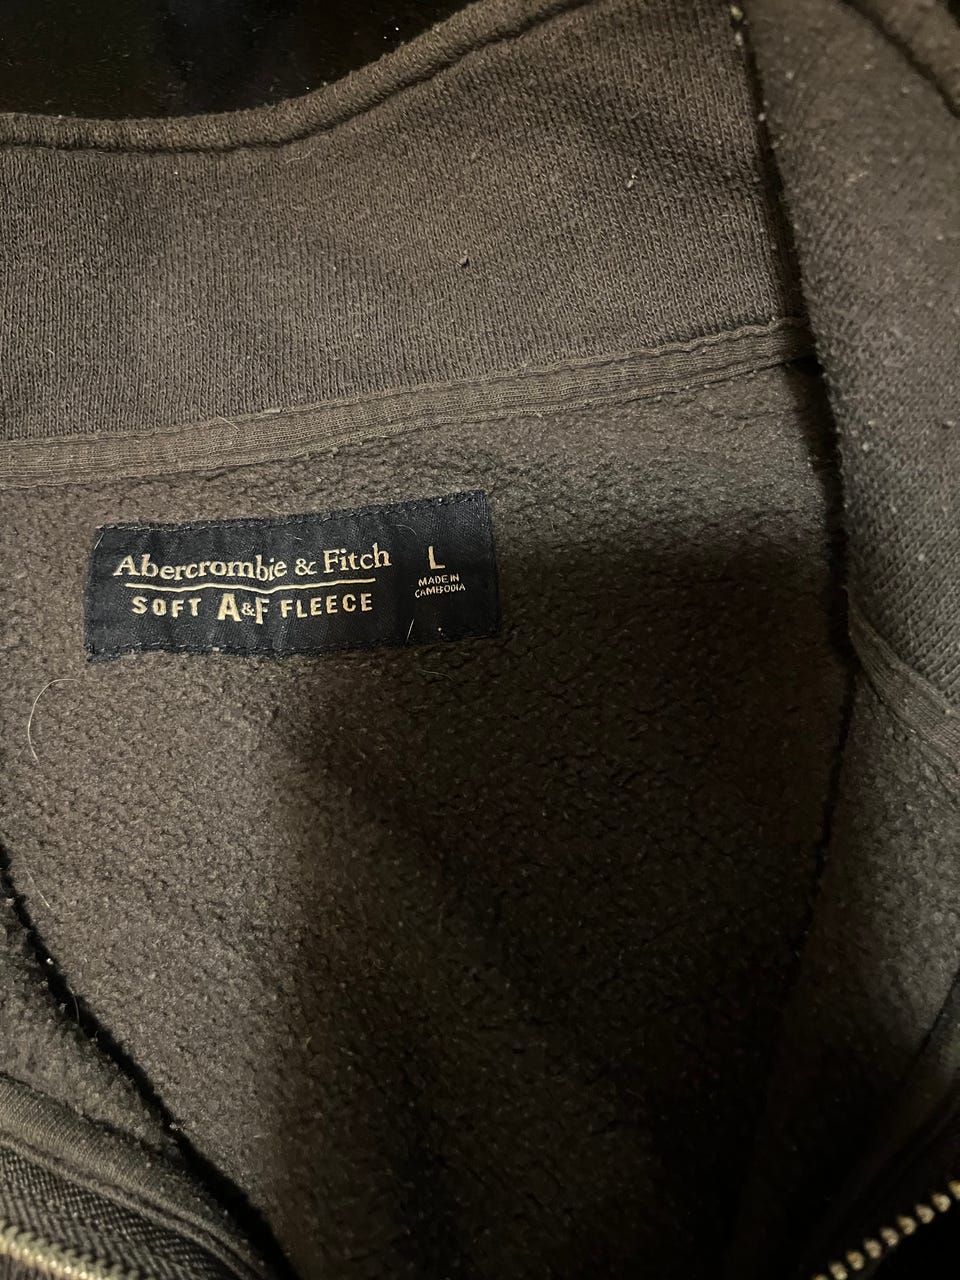 Abercrombie & Fitch
SOFT A&F FLEECE
L
MADE IN
CAMBODIA